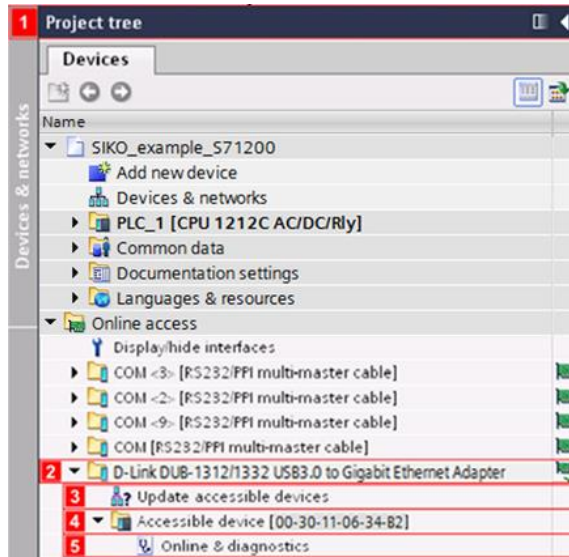 1 Project tree
Devices
Devices & networks
Name
SIKO_example_S71200
Add new device
Devices & networks
PLC_1 [CPU 1212C AC/DC/Rly]
Common data
Documentation settings
Languages & resources
Online access
Display/hide interfaces
COM <3> [RS232/PPI multi-master cable]
COM <2> [RS232/PPI multi-master cable]
COM <9> [RS232/PPI multi-master cable]
COM [RS232/PPI multi-master cable]
2 D-Link DUB-1312/1332 USB3.0 to Gigabit Ethernet Adapter
3 Update accessible devices
4 Accessible device [00-30-11-06-34-B2]
5 Online & diagnostics